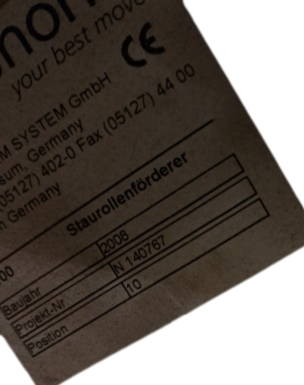 your best move
CE
M SYSTEM GmbH
sum, Germany
05127) 402-0 Fax (05127) 44 00
Germany
Staurollenförderer
00
Baujahr 2008
Projekt-Nr. N 140767
Position 10